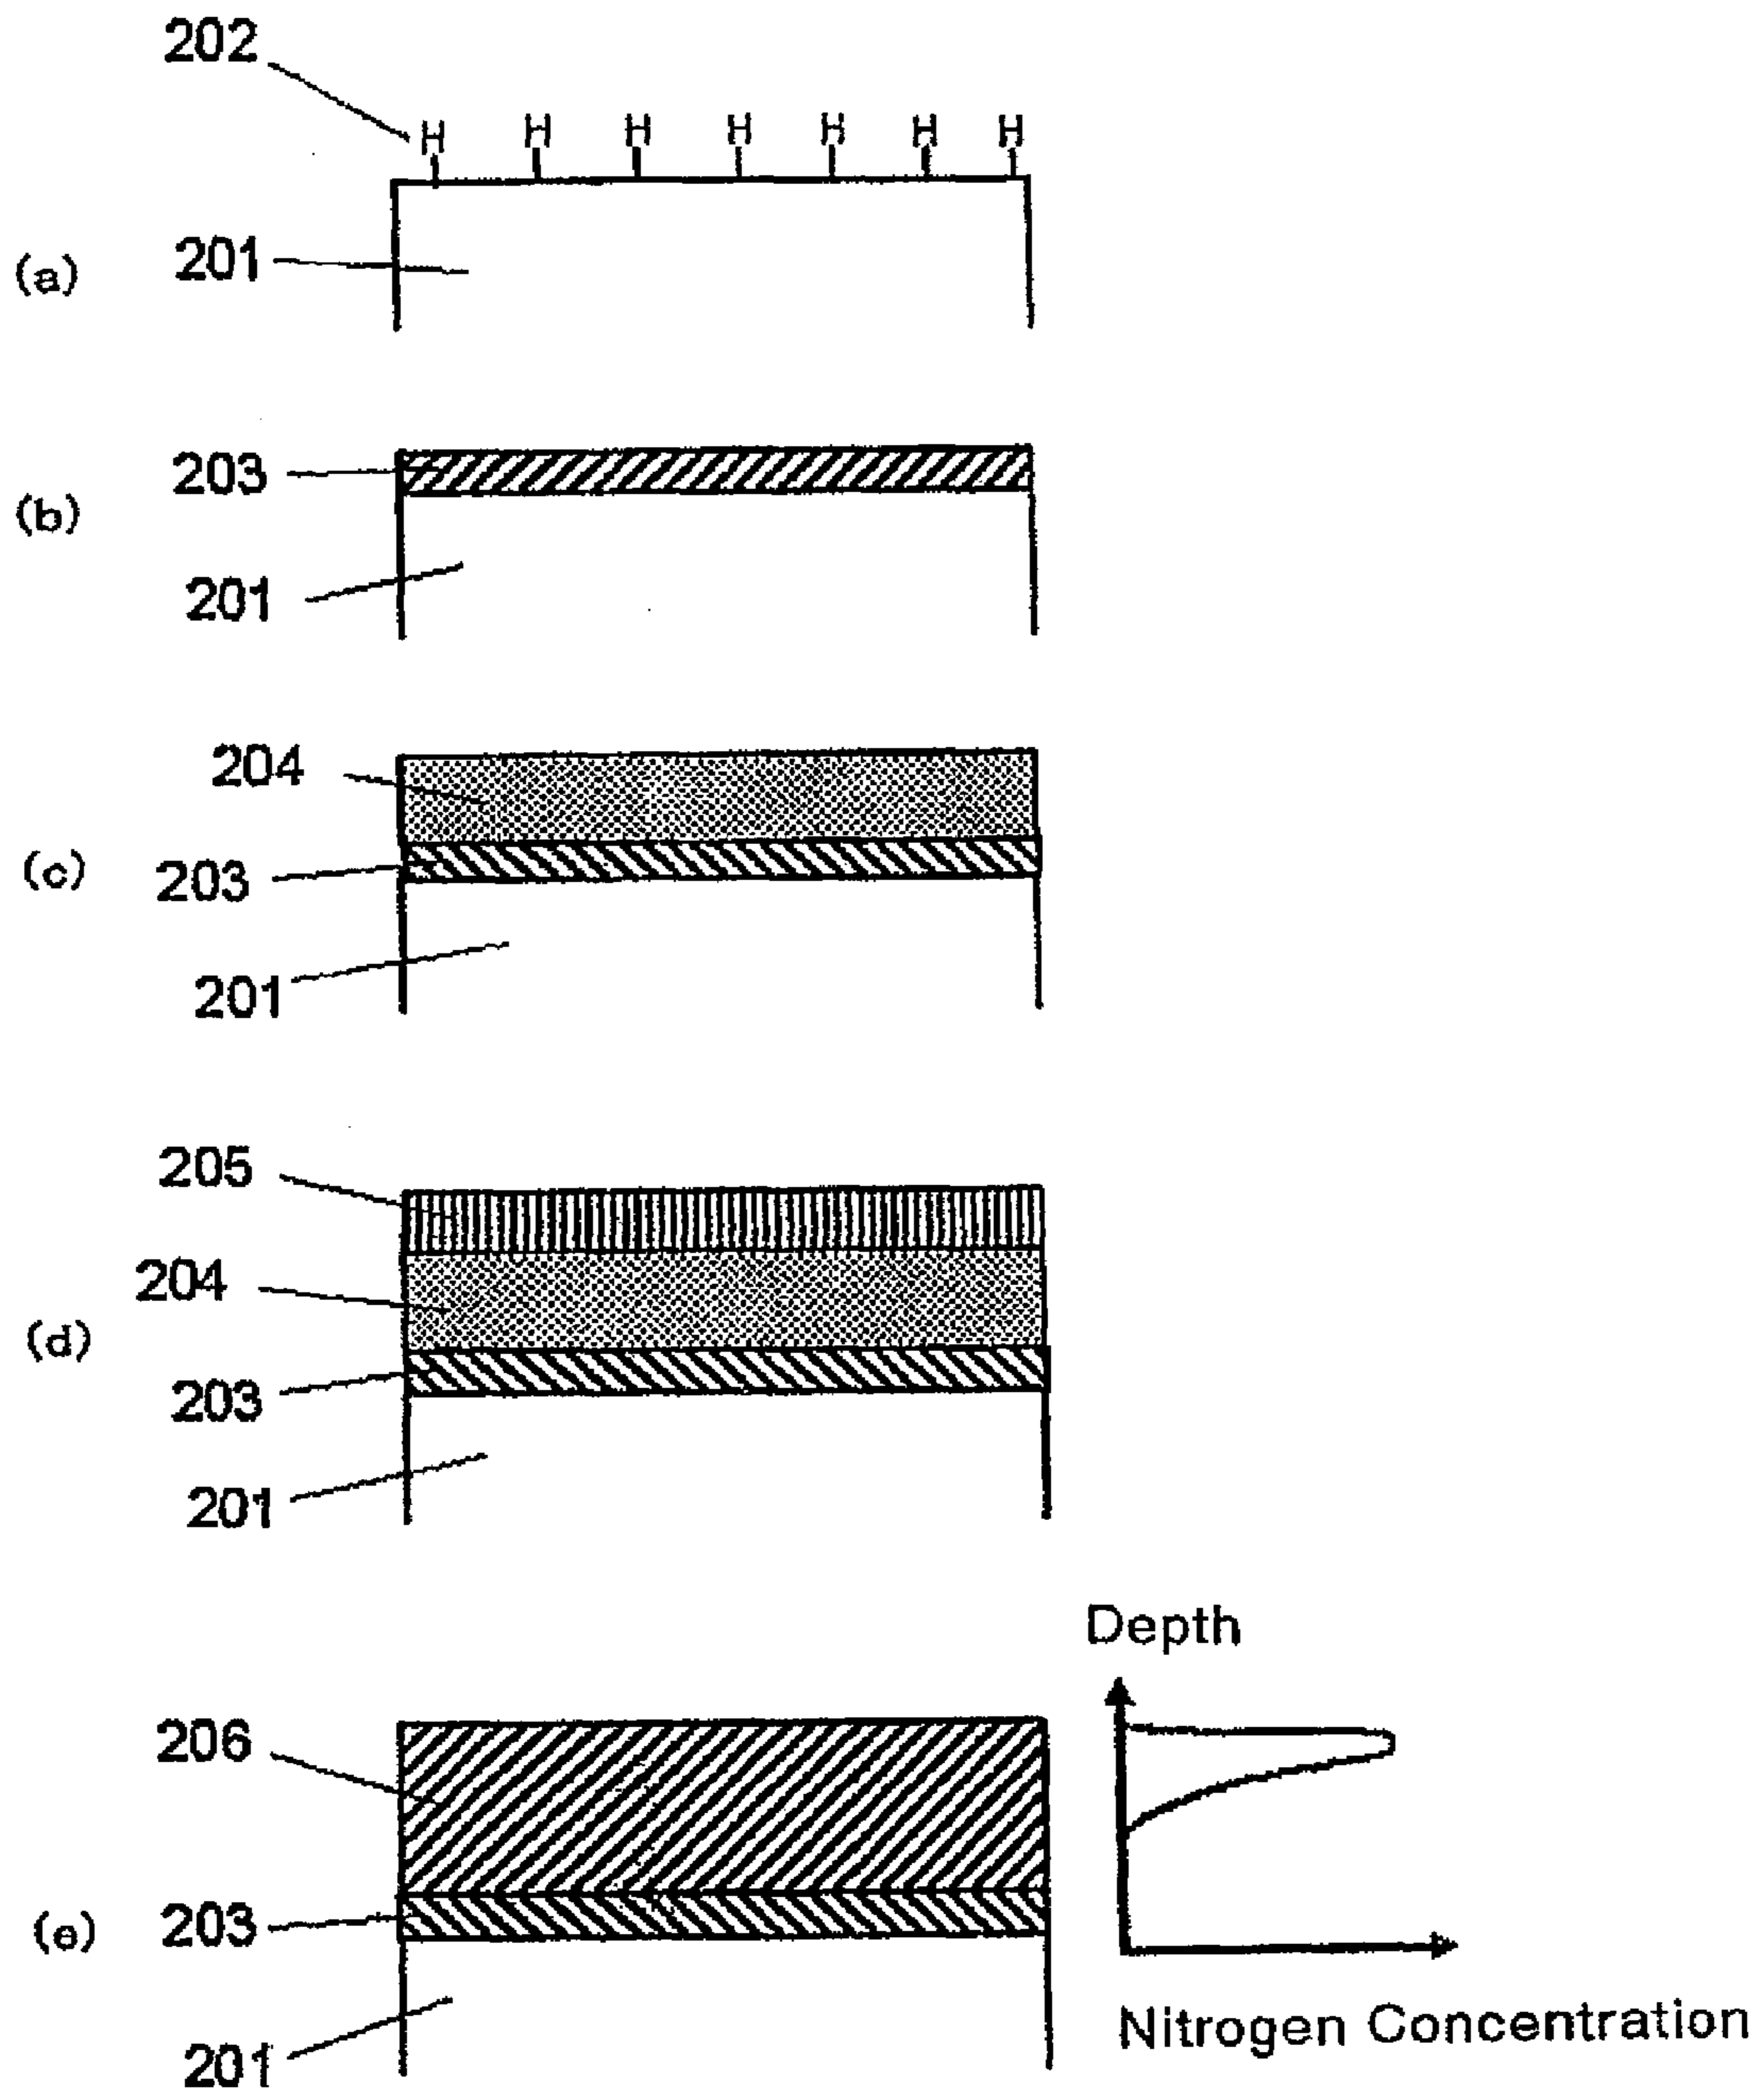 202
H H H H H H H
(a) 201
203
(b)
201
204
(c) 203
201
205
204
(d)
203
201
Depth
206
(e) 203
Nitrogen Concentration
201